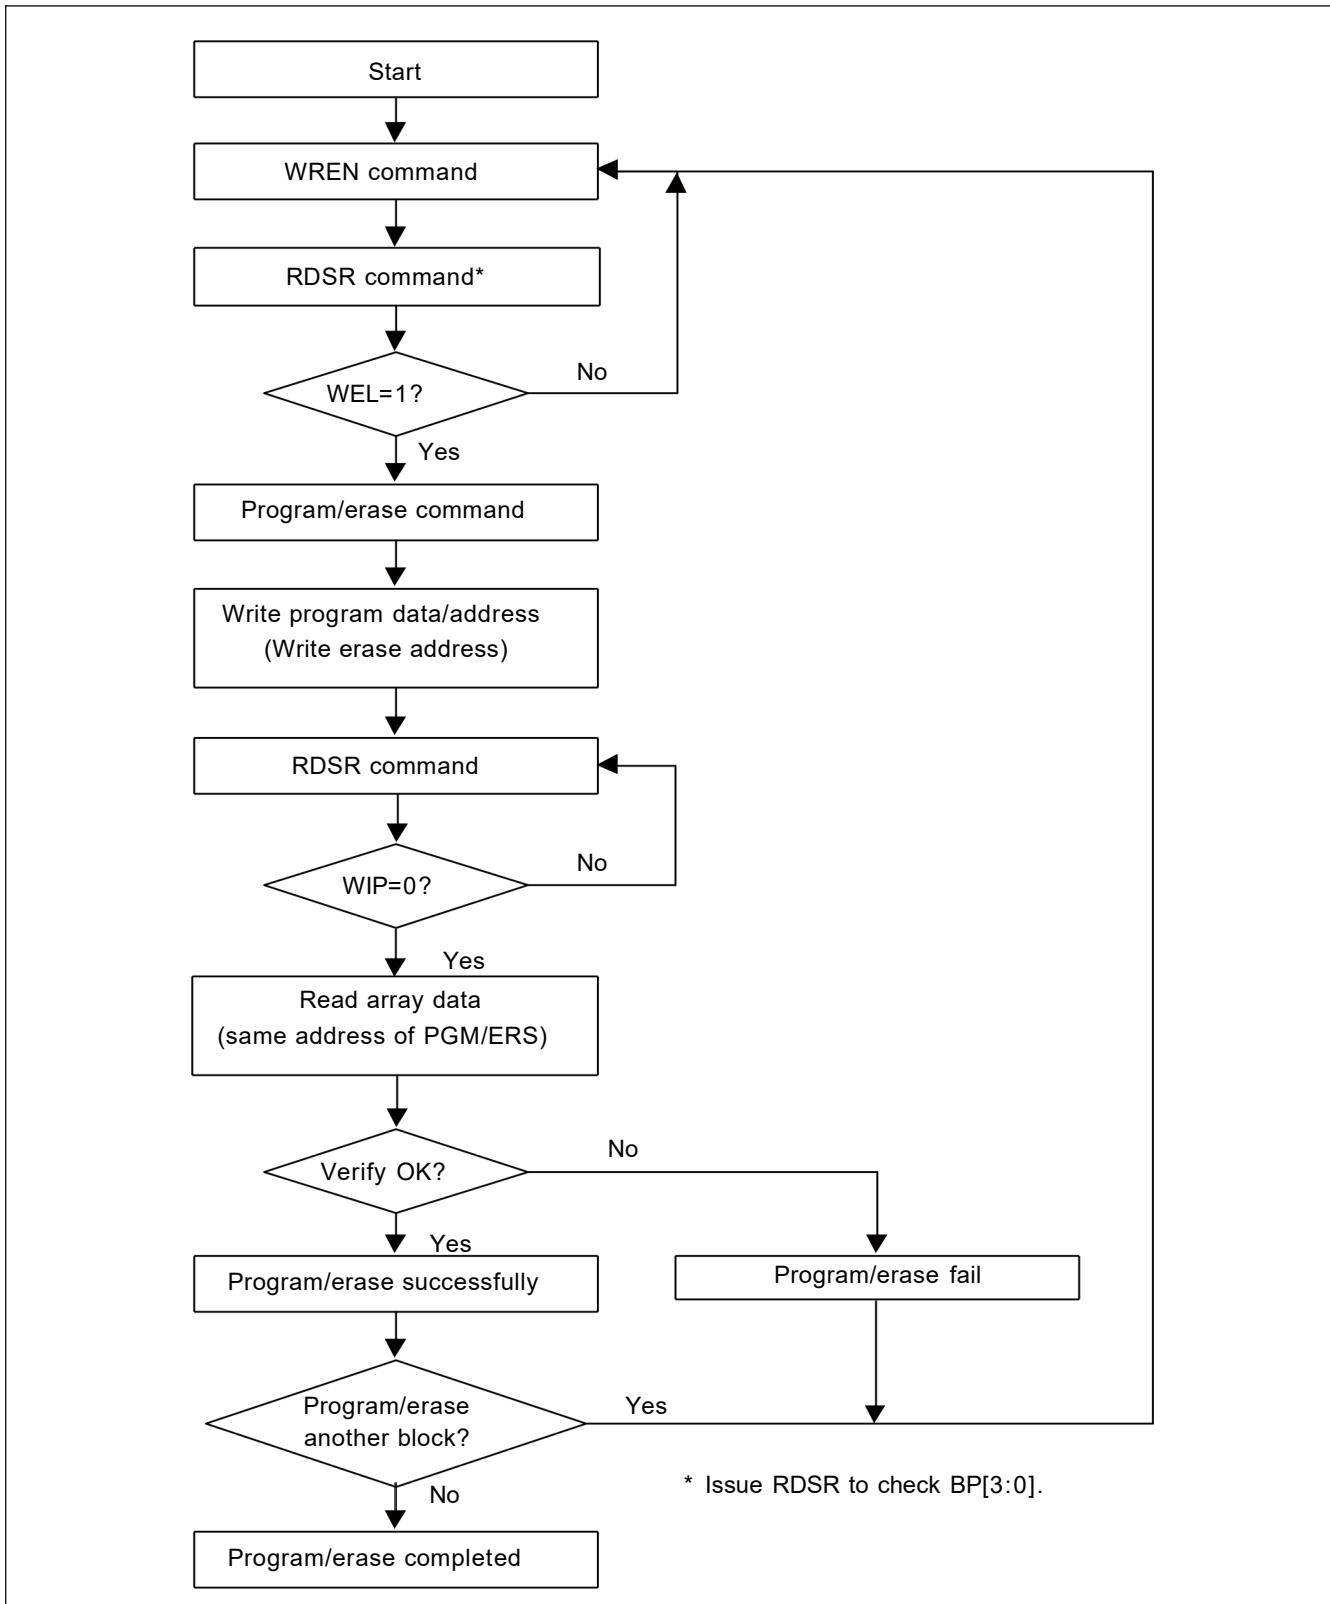 Start
WREN command
RDSR command*
WEL=1?
No
Yes
Program/erase command
Write program data/address
(Write erase address)
RDSR command
WIP=0?
No
Yes
Read array data
(same address of PGM/ERS)
Verify OK?
No
Yes
Program/erase successfully
Program/erase fail
Program/erase
another block?
Yes
* Issue RDSR to check BP[3:0].
No
Program/erase completed